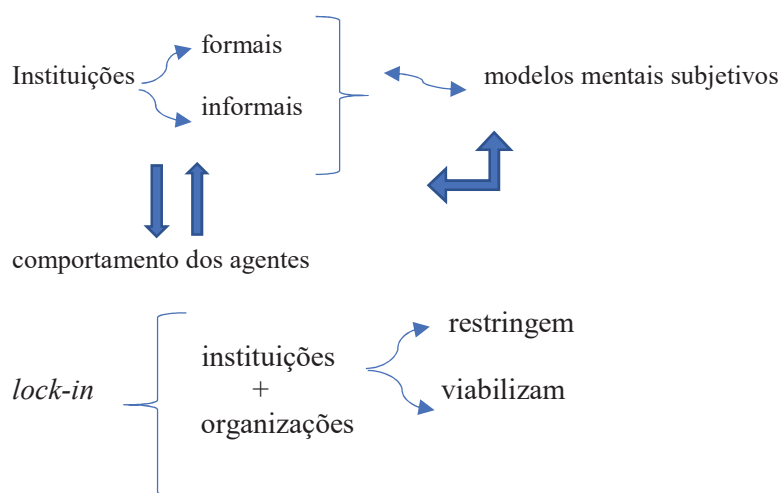 formais
Instituições
modelos mentais subjetivos
informais
comportamento dos agentes
restringem
instituições
lock-in
+
viabilizam
organizações